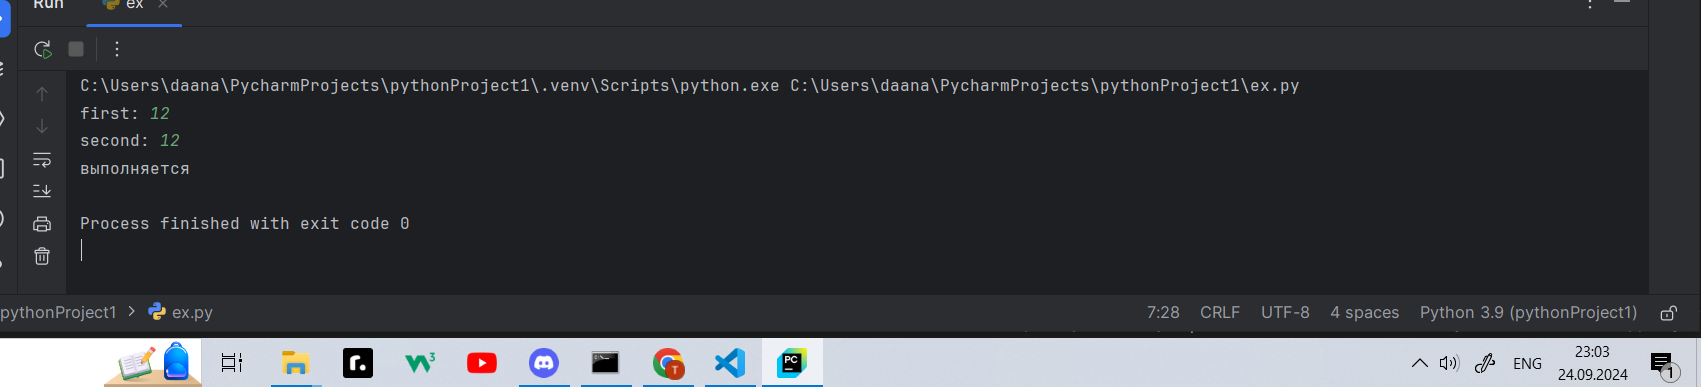 Run ex
C:\Users\daana\PycharmProjects\pythonProject1\.venv\Scripts\python.exe C:\Users\daana\PycharmProjects\pythonProject1\ex.py
first: 12
second: 12
выполняется
Process finished with exit code 0
pythonProject1 > ex.py 7:28 CRLF UTF-8 4 spaces Python 3.9 (pythonProject1)
W3 T PC ENG 23:03
24.09.2024 1